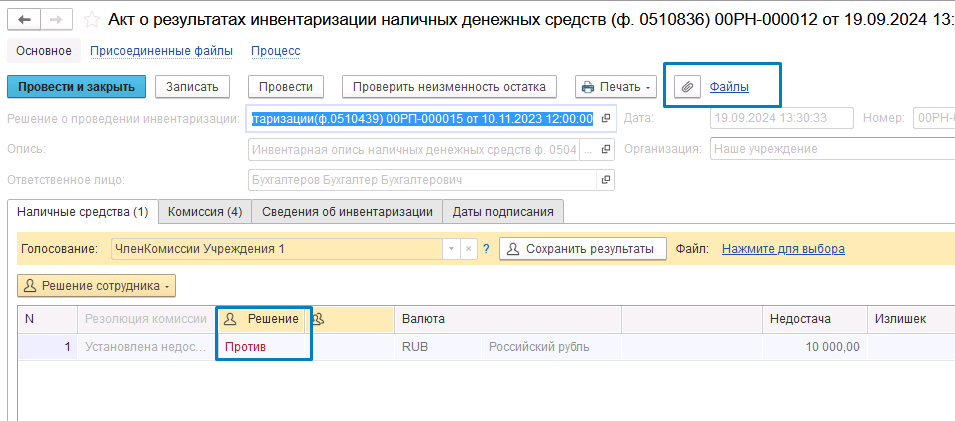 Акт о результатах инвентаризации наличных денежных средств (ф. 0510836) 00РН-000012 от 19.09.2024 13:
Основное Присоединенные файлы Процесс
Провести и закрыть Записать Провести Проверить неизменность остатка Печать Файлы
Решение о проведении инвентаризации: таризации(ф.0510439) 00РП-000015 от 10.11.2023 12:00:00 Дата: 19.09.2024 13:30:33 Номер: 00РН-
Опись: Инвентарная опись наличных денежных средств ф. 0504 ... Организация: Наше учреждение
Ответственное лицо: Бухгалтеров Бухгалтер Бухгалтерович
Наличные средства (1) Комиссия (4) Сведения об инвентаризации Даты подписания
Голосование: ЧленКомиссии Учреждения 1 × ? Сохранить результаты Файл: Нажмите для выбора
Решение сотрудника
N Резолюция комиссии Решение Валюта Недостача Излишек
1 Установлена недос... Против RUB Российский рубль 10 000,00